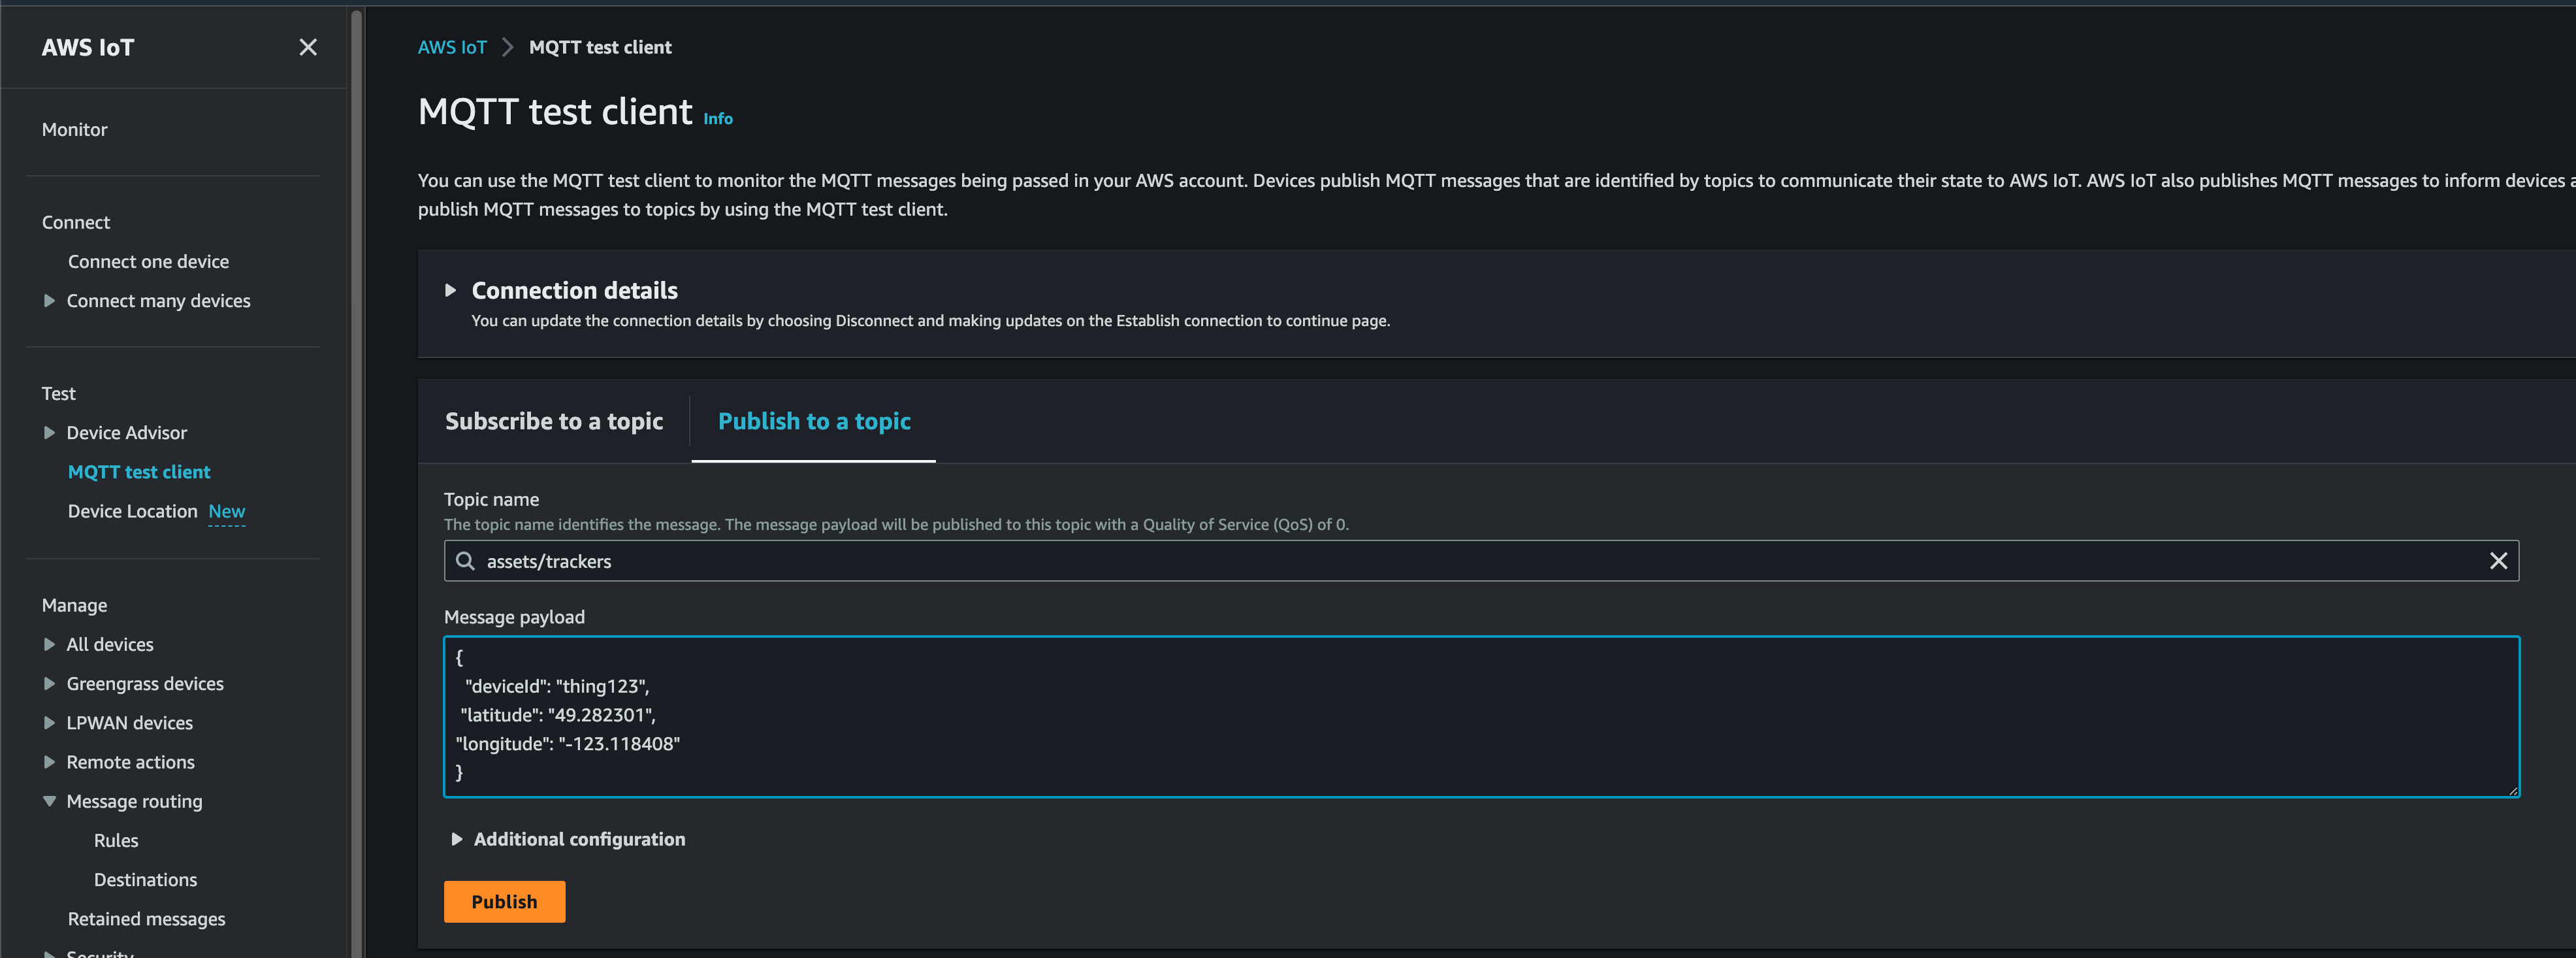 AWS IoT
Monitor
Connect
Connect one device
Connect many devices
Test
Device Advisor
MQTT test client
Device Location New
Manage
All devices
Greengrass devices
LPWAN devices
Remote actions
Message routing
Rules
Destinations
Retained messages
Security
AWS IoT MQTT test client
MQTT test client Info
You can use the MQTT test client to monitor the MQTT messages being passed in your AWS account. Devices publish MQTT messages that are identified by topics to communicate their state to AWS IoT. AWS IoT also publishes MQTT messages to inform devices a
publish MQTT messages to topics by using the MQTT test client.
Connection details
You can update the connection details by choosing Disconnect and making updates on the Establish connection to continue page.
Subscribe to a topic Publish to a topic
Topic name
The topic name identifies the message. The message payload will be published to this topic with a Quality of Service (QoS) of 0.
assets/trackers
Message payload
{
"deviceId": "thing123",
"latitude": "49.282301",
"longitude": "-123.118408"
}
Additional configuration
Publish